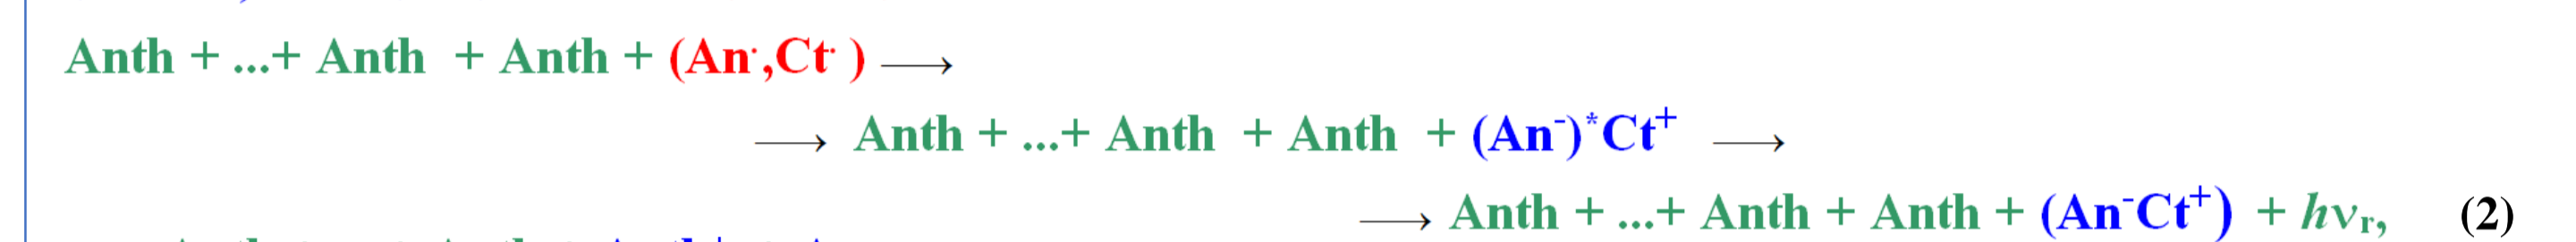 Anth + ...+ Anth + Anth + (An·,Ct· ) ⟶
⟶ Anth + ...+ Anth + Anth + (An⁻)*Ct⁺ ⟶
⟶ Anth + ...+ Anth + Anth + (An⁻Ct⁺) + hνᵣ, (2)